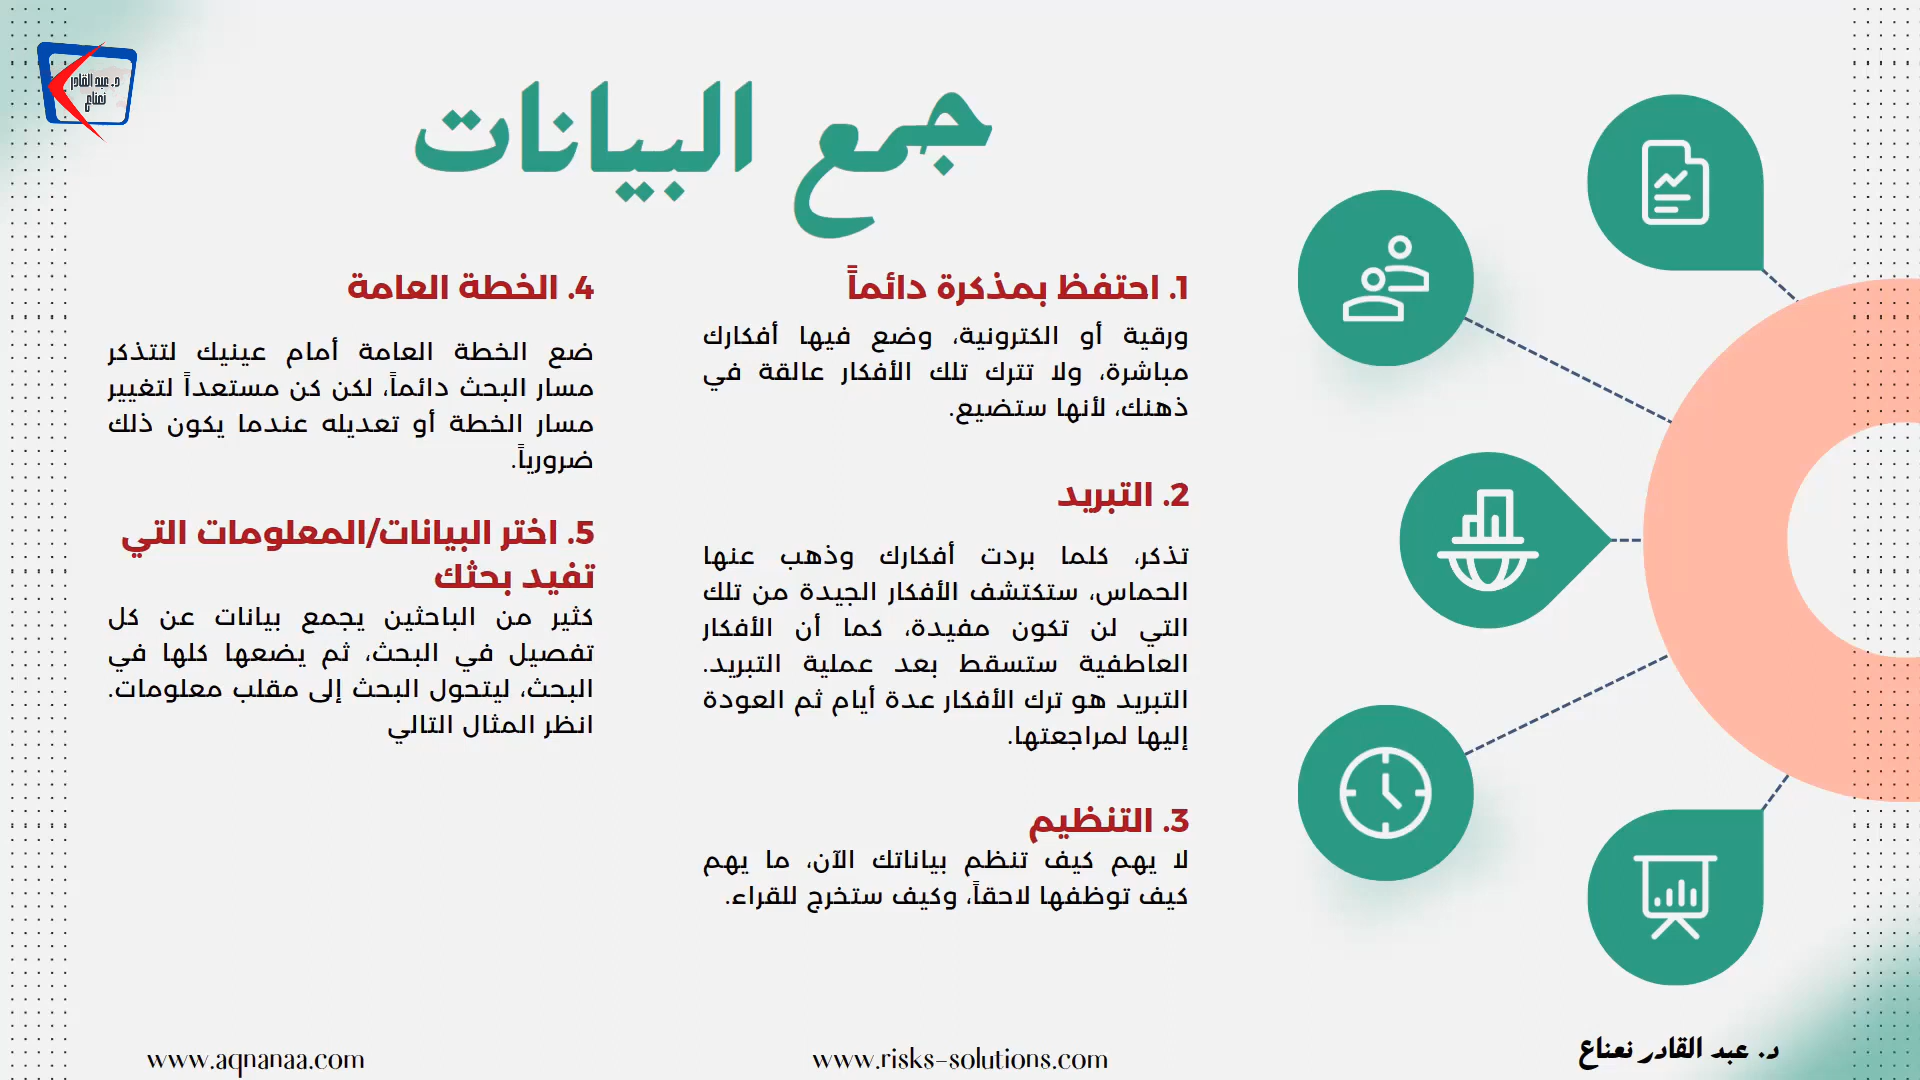 د. عبد القادر
نعناع
جمع البيانات
1. احتفظ بمذكرة دائماً
ورقية أو الكترونية، وضع فيها أفكارك
مباشرة، ولا تترك تلك الأفكار عالقة في
ذهنك، لأنها ستضيع.
2. التبريد
تذكر، كلما بردت أفكارك وذهب عنها
الحماس، ستكتشف الأفكار الجيدة من تلك
التي لن تكون مفيدة، كما أن الأفكار
العاطفية ستسقط بعد عملية التبريد.
التبريد هو ترك الأفكار عدة أيام ثم العودة
إليها لمراجعتها.
3. التنظيم
لا يهم كيف تنظم بياناتك الآن، ما يهم
كيف توظفها لاحقاً، وكيف ستخرج للقراء.
4. الخطة العامة
ضع الخطة العامة أمام عينيك لتتذكر
مسار البحث دائماً، لكن كن مستعداً لتغيير
مسار الخطة أو تعديله عندما يكون ذلك
ضرورياً.
5. اختر البيانات/المعلومات التي
تفيد بحثك
كثير من الباحثين يجمع بيانات عن كل
تفصيل في البحث، ثم يضعها كلها في
البحث، ليتحول البحث إلى مقلب معلومات.
انظر المثال التالي
د. عبد القادر نعناع
www.risks-solutions.com
www.aqnanaa.com